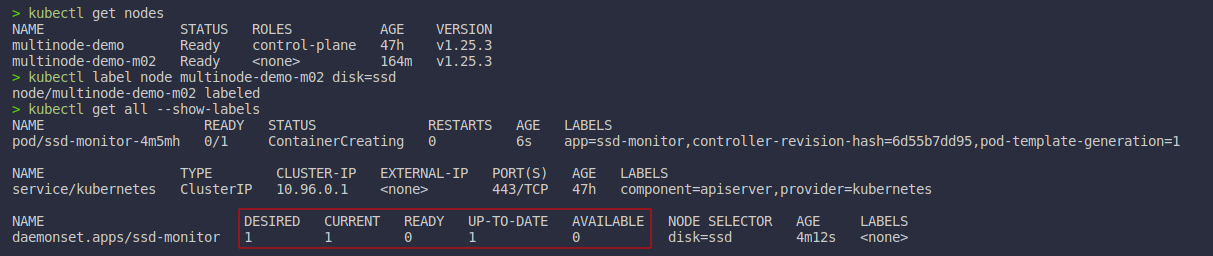 > kubectl get nodes
NAME                 STATUS   ROLES           AGE    VERSION
multinode-demo       Ready    control-plane   47h    v1.25.3
multinode-demo-m02   Ready    <none>          164m   v1.25.3
> kubectl label node multinode-demo-m02 disk=ssd
node/multinode-demo-m02 labeled
> kubectl get all --show-labels
NAME                    READY   STATUS              RESTARTS   AGE   LABELS
pod/ssd-monitor-4m5mh   0/1     ContainerCreating   0          6s    app=ssd-monitor,controller-revision-hash=6d55b7dd95,pod-template-generation=1
NAME                 TYPE        CLUSTER-IP   EXTERNAL-IP   PORT(S)   AGE   LABELS
service/kubernetes   ClusterIP   10.96.0.1    <none>        443/TCP   47h   component=apiserver,provider=kubernetes
NAME                         DESIRED   CURRENT   READY   UP-TO-DATE   AVAILABLE   NODE SELECTOR   AGE     LABELS
daemonset.apps/ssd-monitor   1         1         0       1            0           disk=ssd        4m12s   <none>